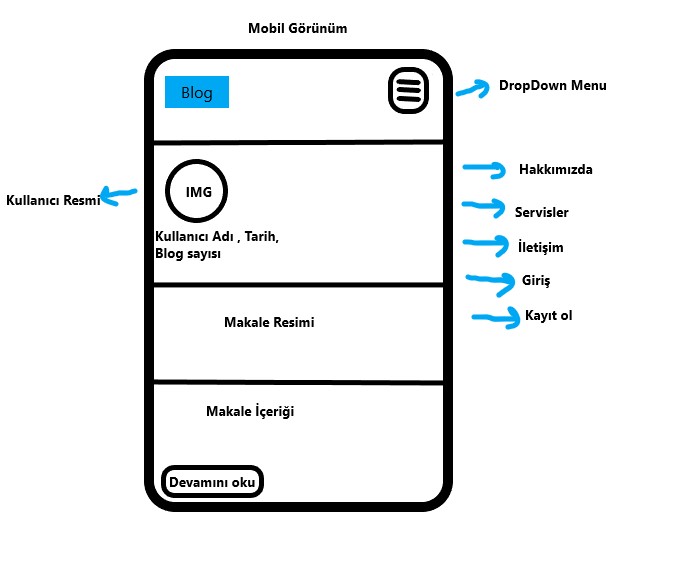 Mobil Görünüm
Blog
DropDown Menu
Hakkımızda
Kullanıcı Resmi
IMG
Servisler
Kullanıcı Adı , Tarih,
Blog sayısı
İletişim
Giriş
Kayıt ol
Makale Resimi
Makale İçeriği
Devamını oku